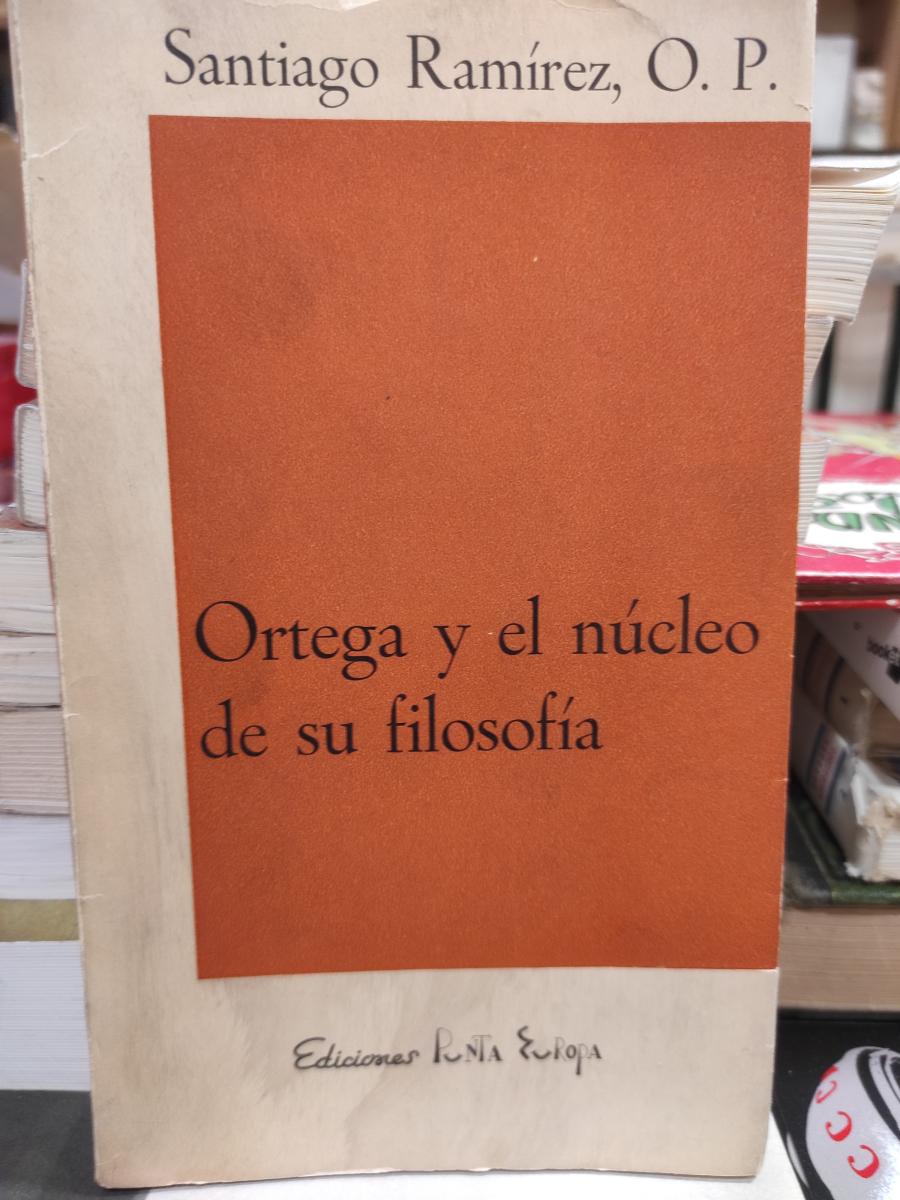 Santiago Ramírez, O. P.
Ortega y el núcleo
de su filosofía
Ediciones PUNTA EUROPA